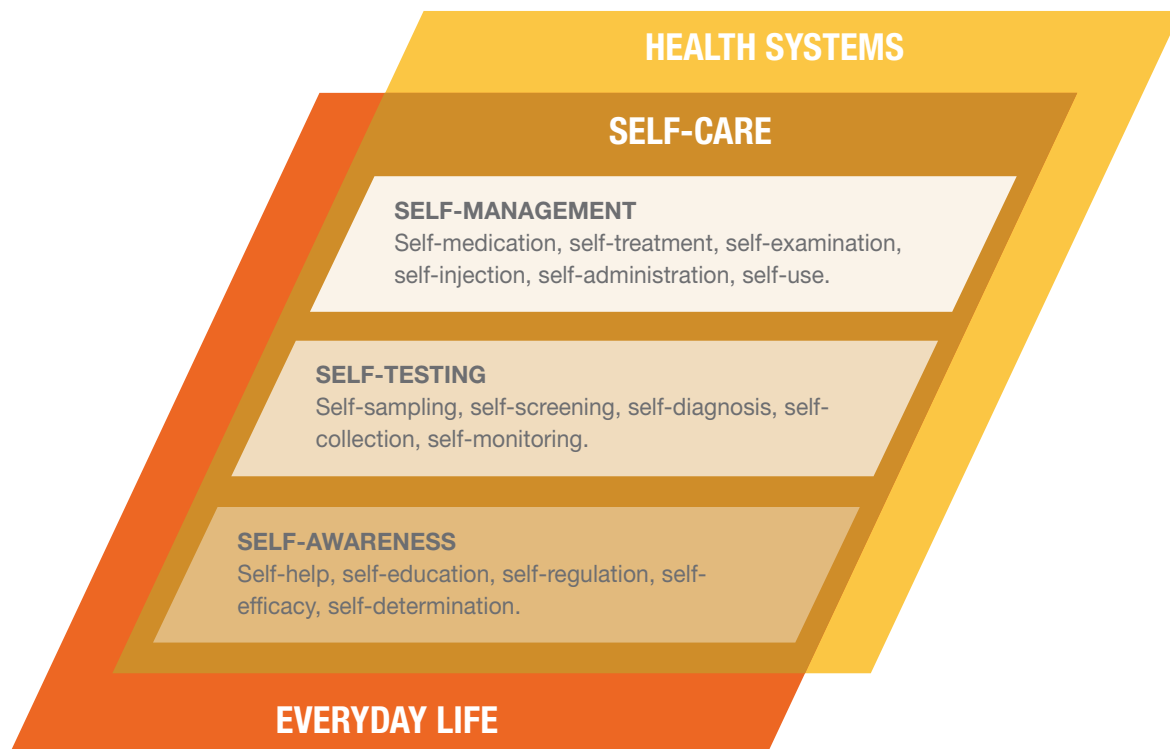 HEALTH SYSTEMS
SELF-CARE
SELF-MANAGEMENT
Self-medication, self-treatment, self-examination,
self-injection, self-administration, self-use.
SELF-TESTING
Self-sampling, self-screening, self-diagnosis, self-
collection, self-monitoring.
SELF-AWARENESS
Self-help, self-education, self-regulation, self-
efficacy, self-determination.
EVERYDAY LIFE